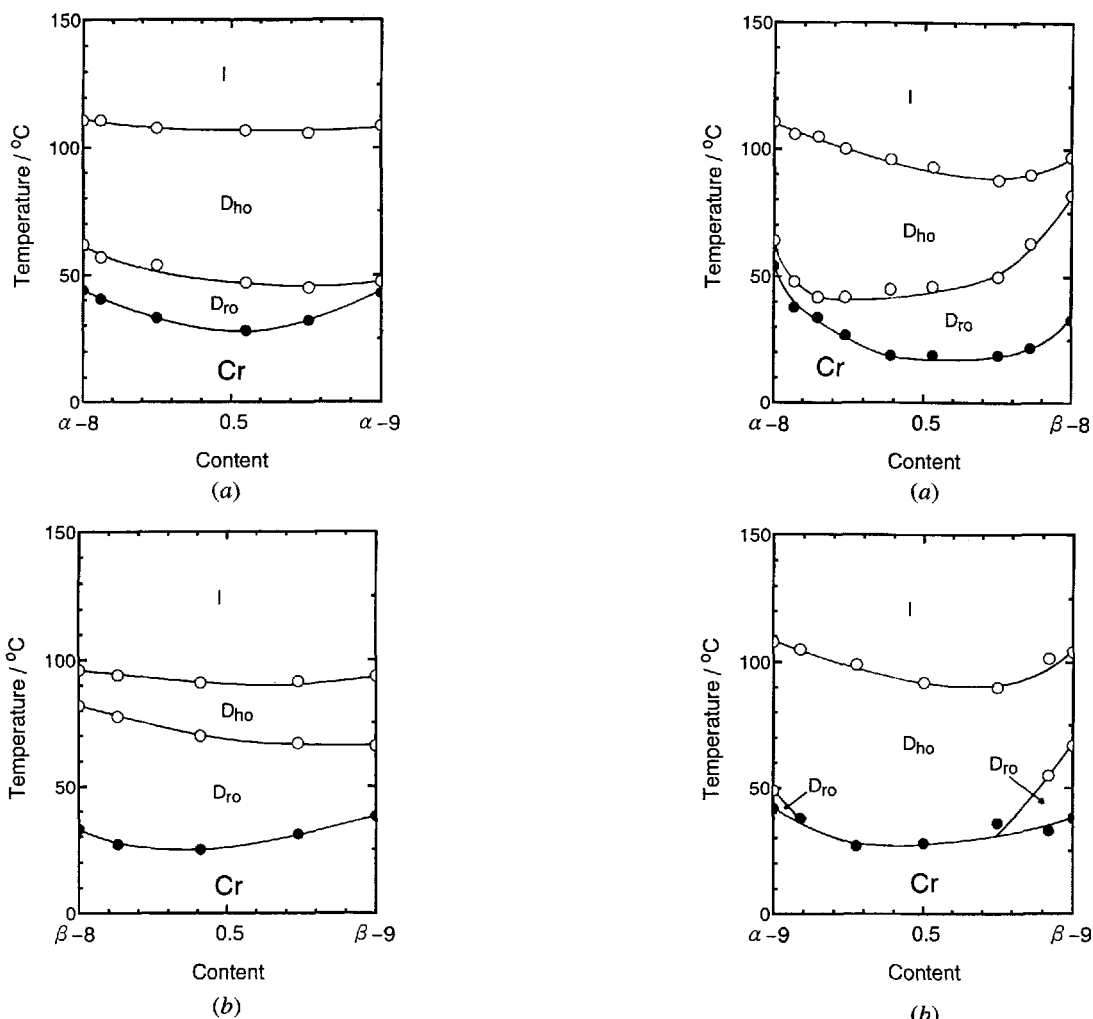 150
100
50
0
Temperature / °C
I
Dho
Dro
Cr
α-8
0.5
α-9
Content
(a)
150
100
50
0
Temperature / °C
I
Dho
Dro
Cr
α-8
0.5
β-8
Content
(a)
150
100
50
0
Temperature / °C
I
Dho
Dro
Cr
β-8
0.5
β-9
Content
(b)
150
100
50
0
Temperature / °C
I
Dho
Dro
Dro
Cr
α-9
0.5
β-9
Content
(b)